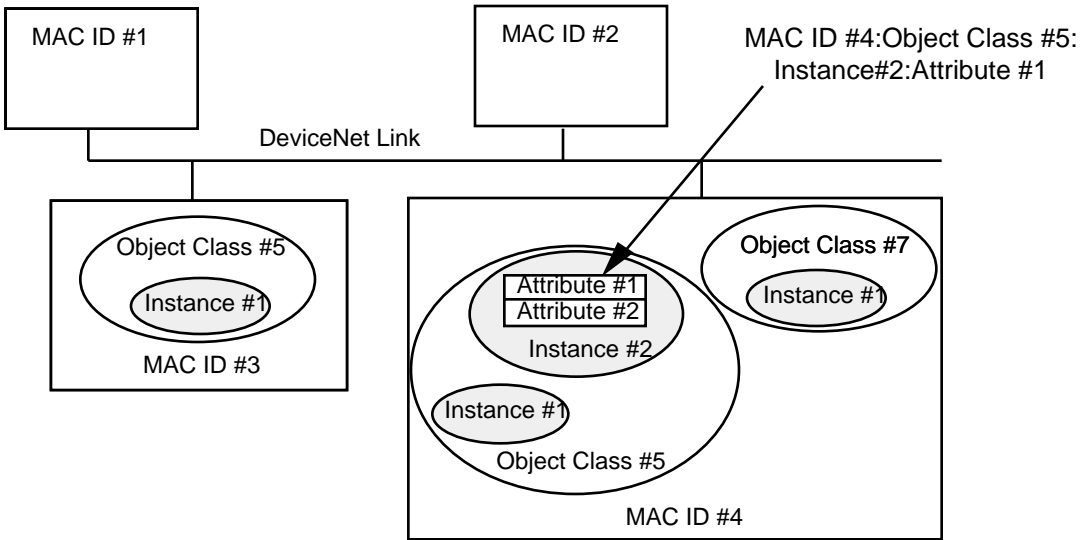 MAC ID #1
MAC ID #2
MAC ID #4:Object Class #5:
Instance#2:Attribute #1
DeviceNet Link
Object Class #5
Instance #1
MAC ID #3
Attribute #1
Attribute #2
Instance #2
Instance #1
Object Class #5
Object Class #7
Instance #1
MAC ID #4